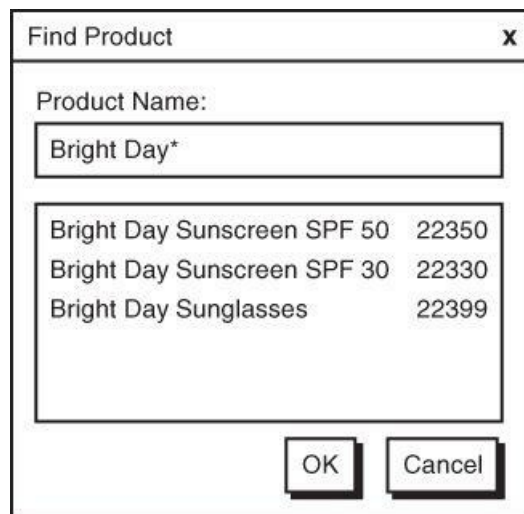 Find Product x
Product Name:
Bright Day*
Bright Day Sunscreen SPF 50 22350
Bright Day Sunscreen SPF 30 22330
Bright Day Sunglasses 22399
OK Cancel